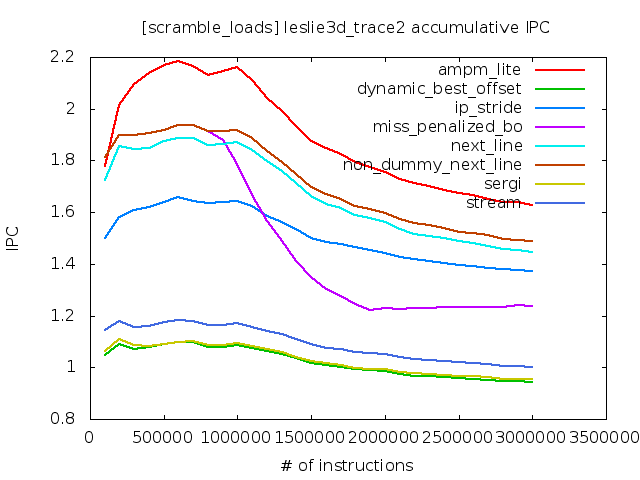 [scramble_loads] leslie3d_trace2 accumulative IPC
2.2
2
1.8
1.6
1.4
1.2
1
0.8
IPC
ampm_lite
dynamic_best_offset
ip_stride
miss_penalized_bo
next_line
non_dummy_next_line
sergi
stream
0 500000 1000000 1500000 2000000 2500000 3000000 3500000
# of instructions